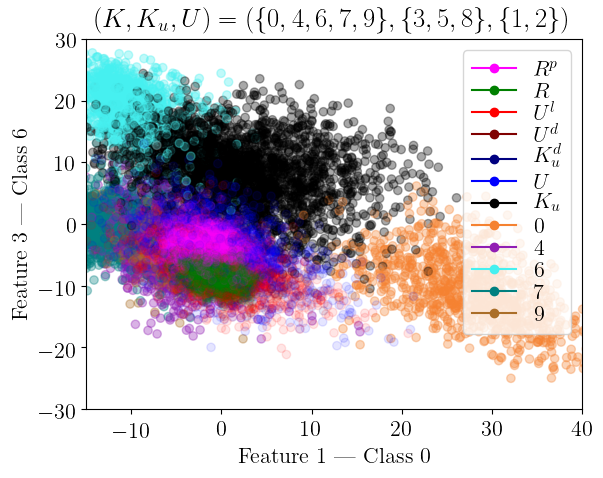 (K, K_u, U) = ({0, 4, 6, 7, 9}, {3, 5, 8}, {1, 2})
30
20
10
0
−10
−20
−30
Feature 3 — Class 6
R^p
R
U^l
U^d
K_u^d
U
K_u
0
4
6
7
9
−10
0
10
20
30
40
Feature 1 — Class 0